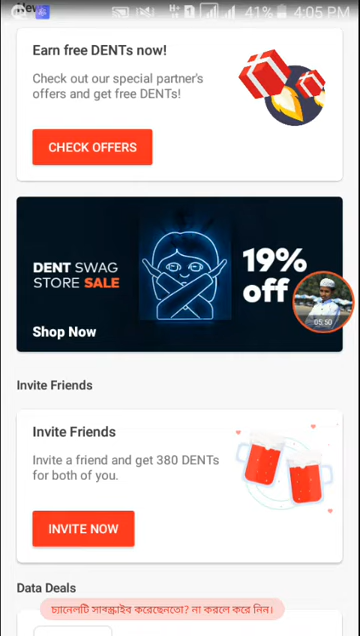 41% 4:05 PM
Earn free DENTs now!
Check out our special partner's
offers and get free DENTs!
CHECK OFFERS
DENT SWAG
STORE SALE
19%
off
Shop Now
05:50
Invite Friends
Invite Friends
Invite a friend and get 380 DENTs
for both of you.
INVITE NOW
Data Deals
চ্যানেলটি সাবস্ক্রাইব করেছেনতো? না করলে করে নিন।